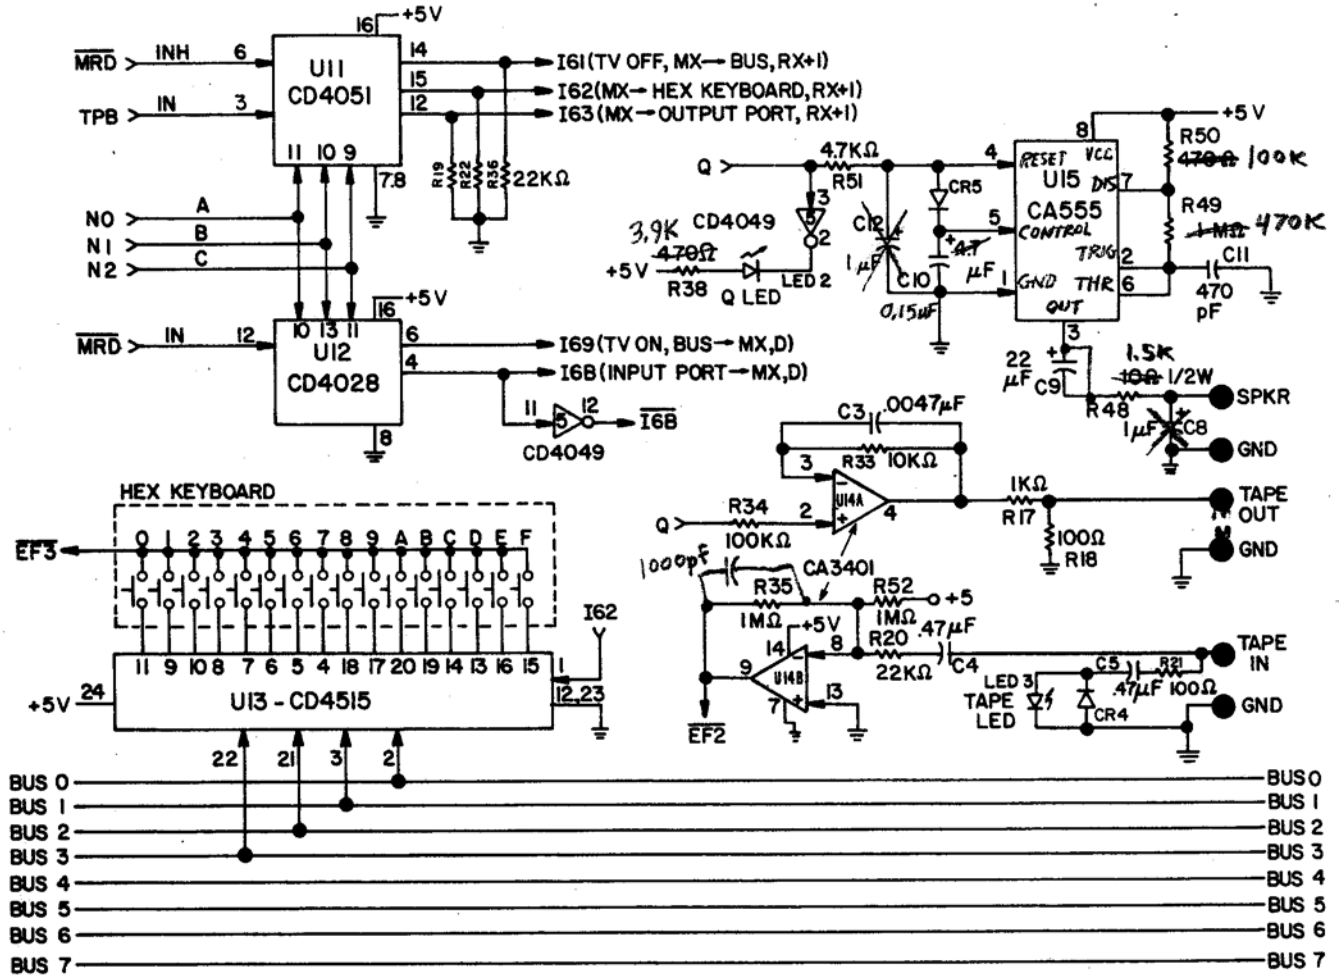 16 +5V
MRD INH 6 U11 CD4051 14 I61(TV OFF, MX→BUS, RX+1)
15 I62(MX→HEX KEYBOARD, RX+1)
TPB IN 3 12 I63(MX→OUTPUT PORT, RX+1)
11 10 9 7,8
R19 R22 R36 22KΩ
N0 A
N1 B
N2 C
16 +5V
10 13 11
MRD IN 12 U12 CD4028 6 I69(TV ON, BUS→MX,D)
4 I6B(INPUT PORT→MX,D)
8
11 5 12 I6B
CD4049
Q 4.7KΩ R51 4 RESET VCC 8 +5V
U15 CA555
R50 470Ω 100K
DIS 7
CR5
3 CD4049 2
5 CONTROL
R49 1MΩ 470K
3.9K
470Ω
+5V R38 Q LED LED 2
C12 1µF
4.7 µF C10 0.15µF
1 GND
TRIG 2
THR 6
C11 470 pF
OUT 3
22 µF C9
1.5K
10Ω 1/2W
R48
1µF C8
SPKR
GND
C3 .0047µF
R33 10KΩ
3 − U14A + 2 4
Q R34 100KΩ
1KΩ R17
100Ω R18
TAPE OUT
GND
1000pf
CA3401
R35 1MΩ
R52 1MΩ +5
+5V
14 8
9 − U14B + 13
7
EF2
R20 22KΩ
.47µF C4
TAPE IN
C5 .47µF
R21 100Ω
LED 3
TAPE LED
CR4
GND
HEX KEYBOARD
EF3 0 1 2 3 4 5 6 7 8 9 A B C D E F
I62
11 9 10 8 7 6 5 4 18 17 20 19 14 13 16 15 1
+5V 24 U13 - CD4515 12,23
22 21 3 2
BUS 0 BUS 0
BUS 1 BUS 1
BUS 2 BUS 2
BUS 3 BUS 3
BUS 4 BUS 4
BUS 5 BUS 5
BUS 6 BUS 6
BUS 7 BUS 7